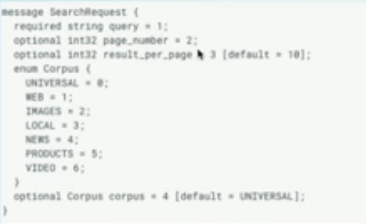 message SearchRequest {
  required string query = 1;
  optional int32 page_number = 2;
  optional int32 result_per_page 3 [default = 10];
  enum Corpus {
    UNIVERSAL = 0;
    WEB = 1;
    IMAGES = 2;
    LOCAL = 3;
    NEWS = 4;
    PRODUCTS = 5;
    VIDEO = 6;
  }
  optional Corpus corpus = 4 [default = UNIVERSAL];
}